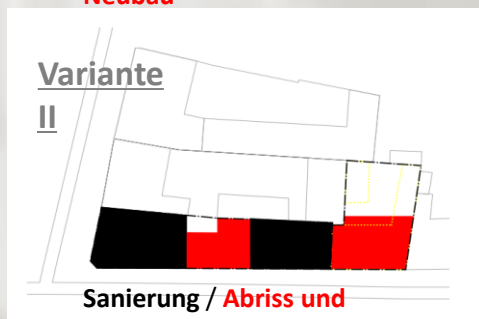 Neubau
Variante
II
Sanierung / Abriss und